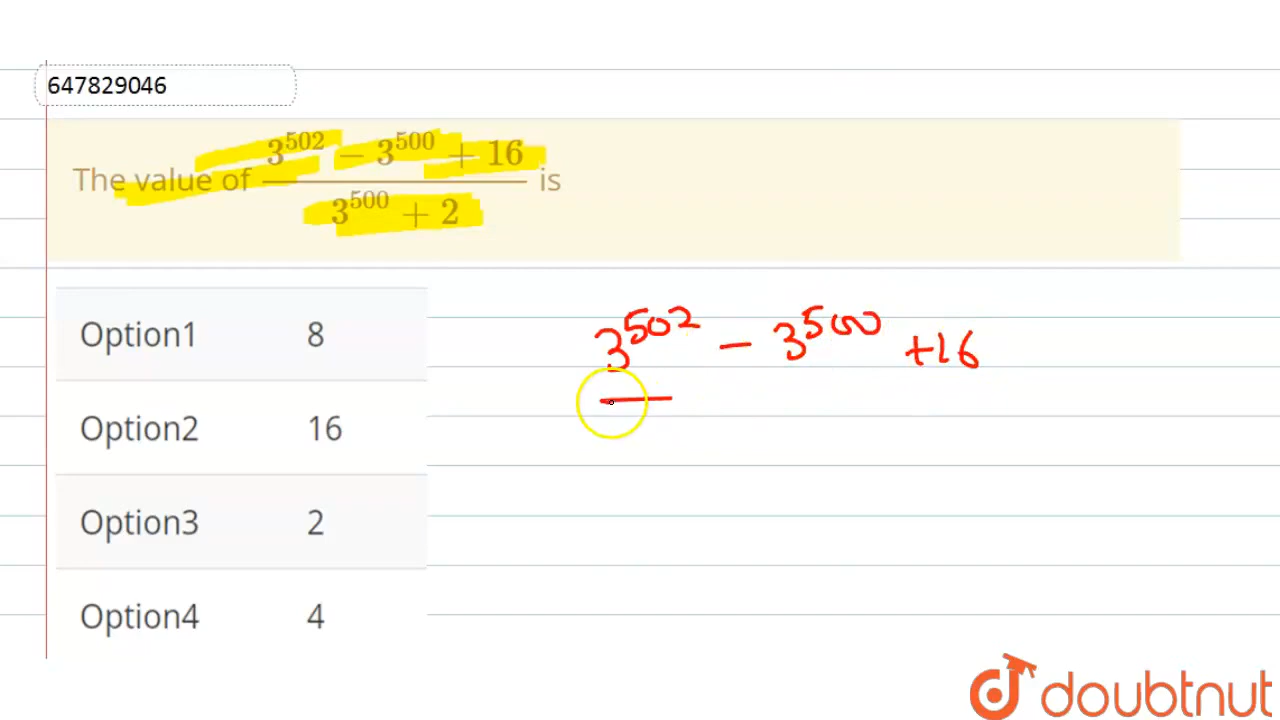 647829046
The value of \frac{3^{502} - 3^{500} + 16}{3^{500} + 2} is
Option1 8
Option2 16
Option3 2
Option4 4
3^{502} - 3^{500} +16
doubtnut